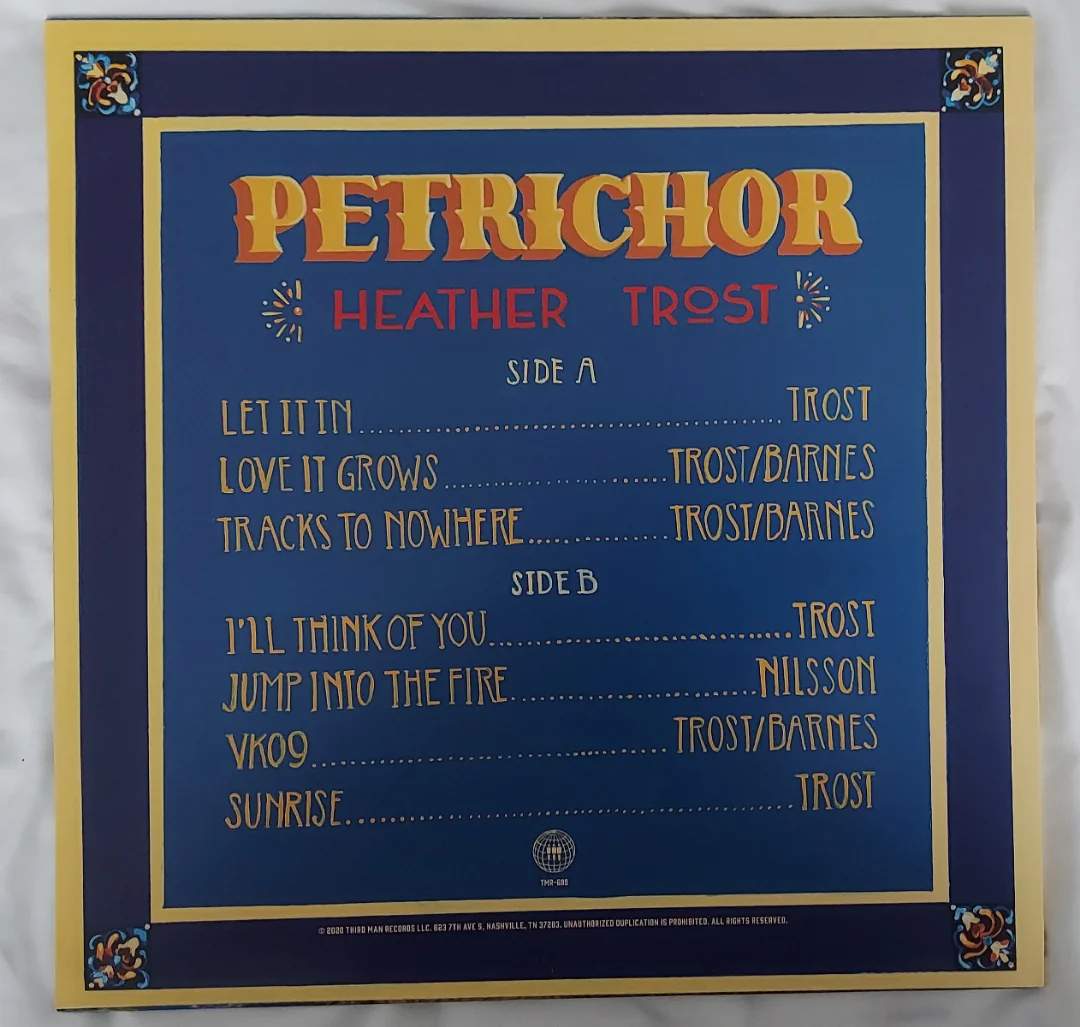 PETRICHOR
HEATHER TROST
SIDE A
LET IT IN.......................................................TROST
LOVE IT GROWS..........................TROST/BARNES
TRACKS TO NOWHERE................TROST/BARNES
SIDE B
I'LL THINK OF YOU.......................................TROST
JUMP INTO THE FIRE..............................NILSSON
VK09............................................TROST/BARNES
SUNRISE.......................................................TROST
© 2020 THIRD MAN RECORDS LLC. 623 7TH AVE S, NASHVILLE, TN 37203. UNAUTHORIZED DUPLICATION IS PROHIBITED. ALL RIGHTS RESERVED.